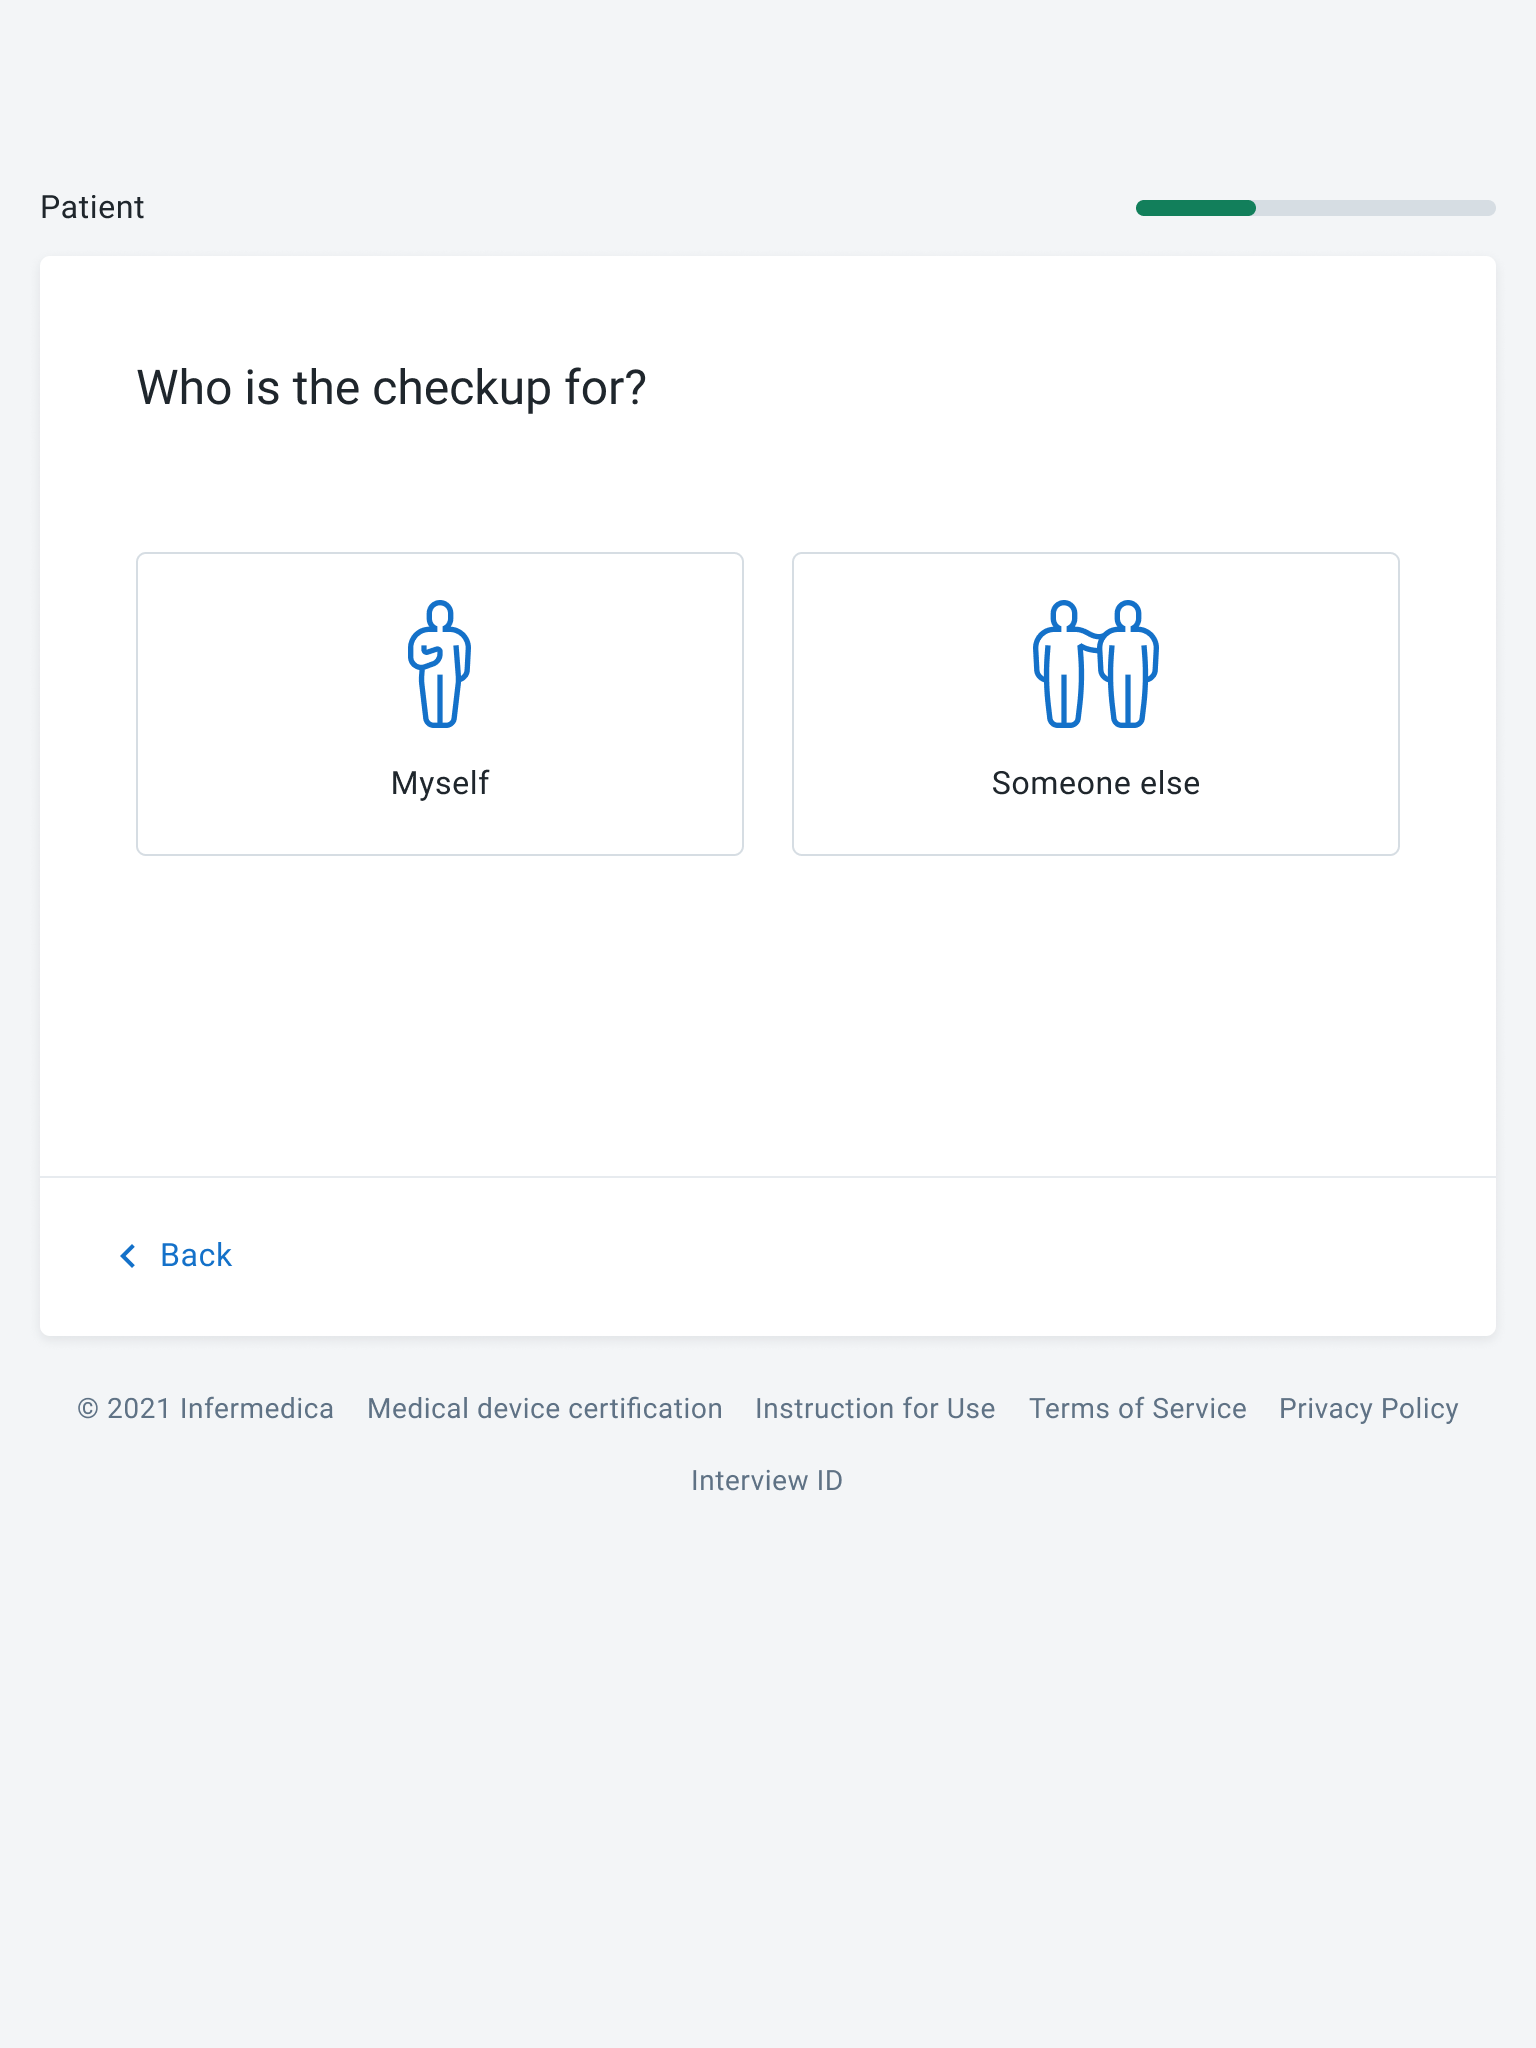 Patient
Who is the checkup for?
Myself
Someone else
Back
© 2021 Infermedica Medical device certification Instruction for Use Terms of Service Privacy Policy
Interview ID